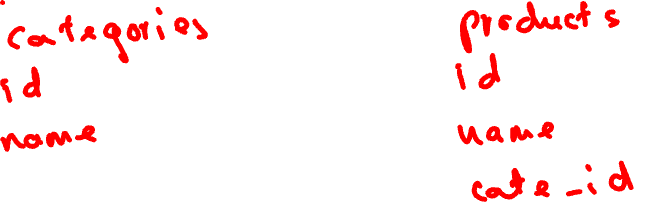 categories
id
name
products
id
name
cate_id